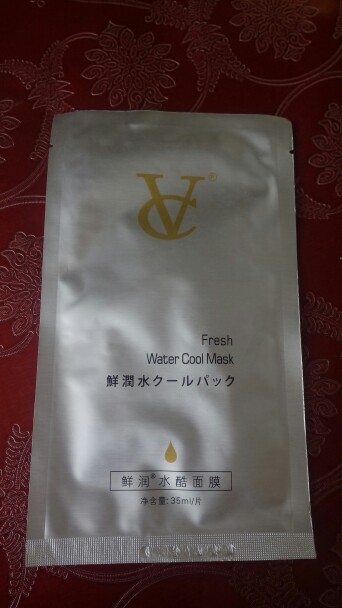 VC®
Fresh
Water Cool Mask
鮮潤水クールパック
鲜润®水酷面膜
净含量:35ml/片